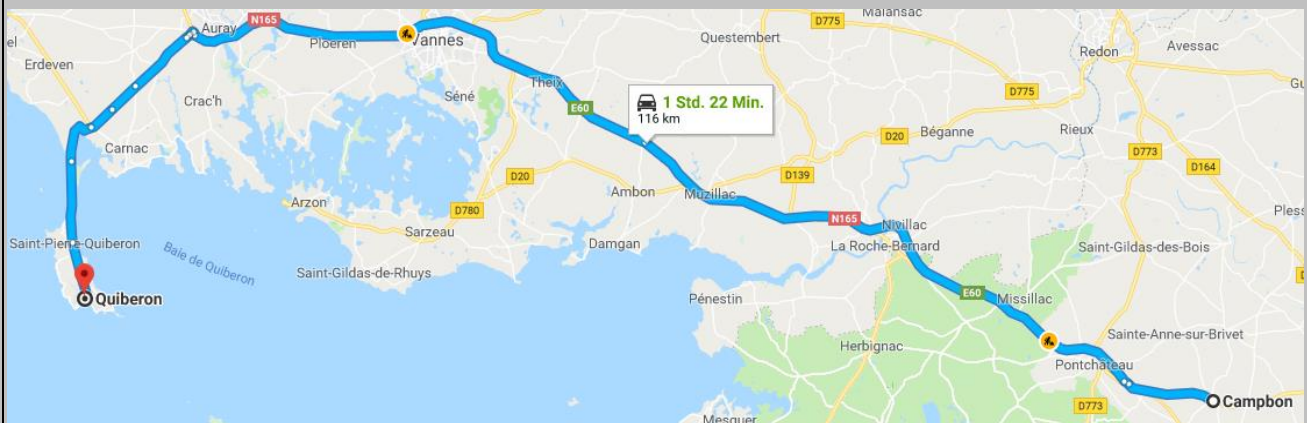 Malansac
D775
Auray
N165
Ploeren
Vannes
Questembert
Redon
Avessac
el
Erdeven
Theix
Séné
Crac'h
E60
1 Std. 22 Min.
116 km
D775
Gu
D20
Béganne
Rieux
Carnac
D773
D164
D20
D139
Ambon
Muzillac
Arzon
D780
N165
Nivillac
Pless
Sarzeau
La Roche-Bernard
Saint-Pierre-Quiberon
Baie de Quiberon
Damgan
Saint-Gildas-des-Bois
Saint-Gildas-de-Rhuys
Quiberon
Pénestin
E60
Missillac
Herbignac
Sainte-Anne-sur-Brivet
Pontchâteau
Campbon
D773
Mesquer